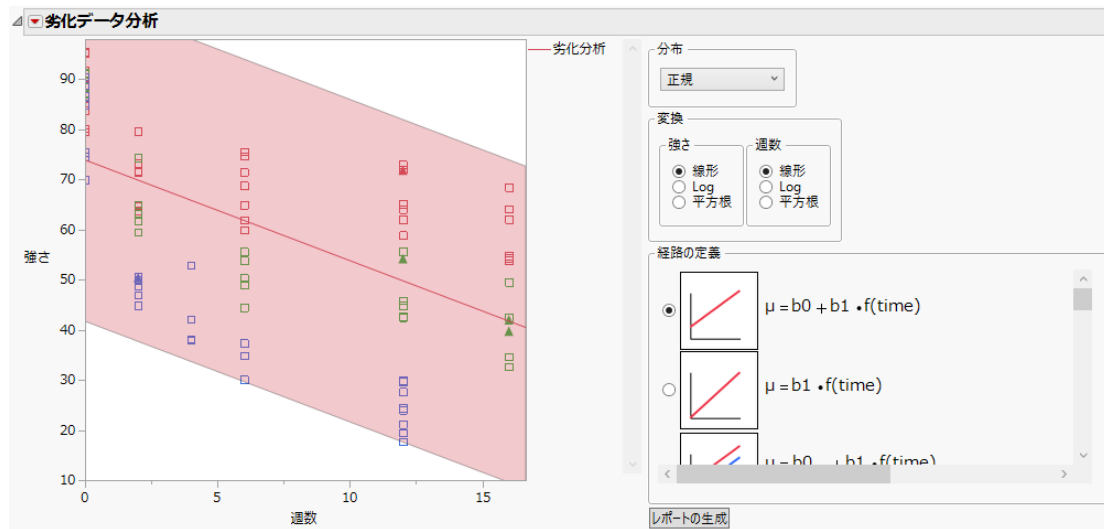 劣化データ分析
劣化分析
90
80
70
60
50
40
30
20
10
強さ
0
5
10
15
週数
分布
正規
変換
強さ
線形
Log
平方根
週数
線形
Log
平方根
経路の定義
μ = b0 + b1 • f(time)
μ = b1 • f(time)
μ = b0 + b1 • f(time)
レポートの生成